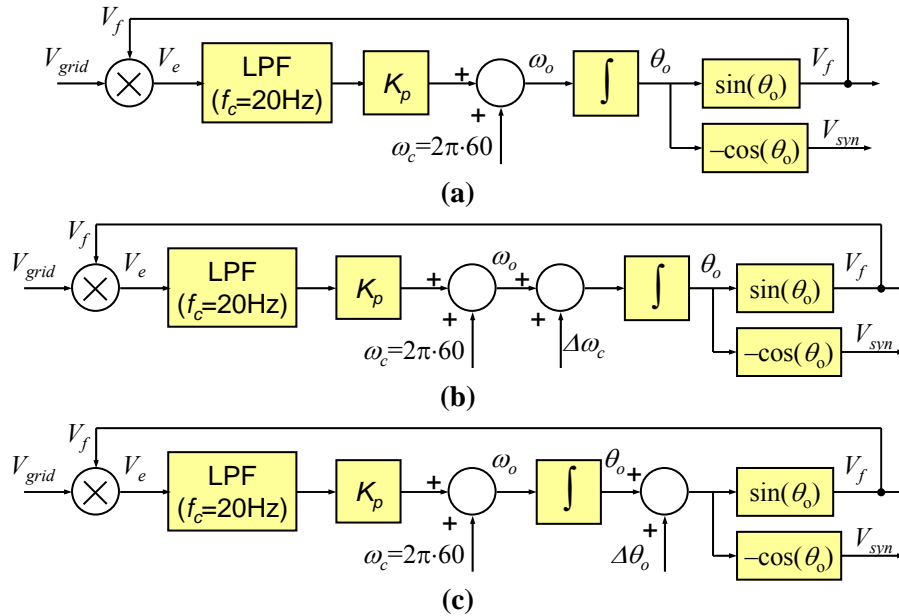 V_f
V_grid
V_e
LPF
(f_c=20Hz)
K_p
+
+
ω_c=2π·60
ω_o
∫
θ_o
sin(θ_o)
V_f
–cos(θ_o)
V_syn
(a)
V_f
V_grid
V_e
LPF
(f_c=20Hz)
K_p
+
+
ω_c=2π·60
ω_o
+
+
Δω_c
∫
θ_o
sin(θ_o)
V_f
–cos(θ_o)
V_syn
(b)
V_f
V_grid
V_e
LPF
(f_c=20Hz)
K_p
+
+
ω_c=2π·60
ω_o
∫
θ_o
+
+
Δθ_o
sin(θ_o)
V_f
–cos(θ_o)
V_syn
(c)